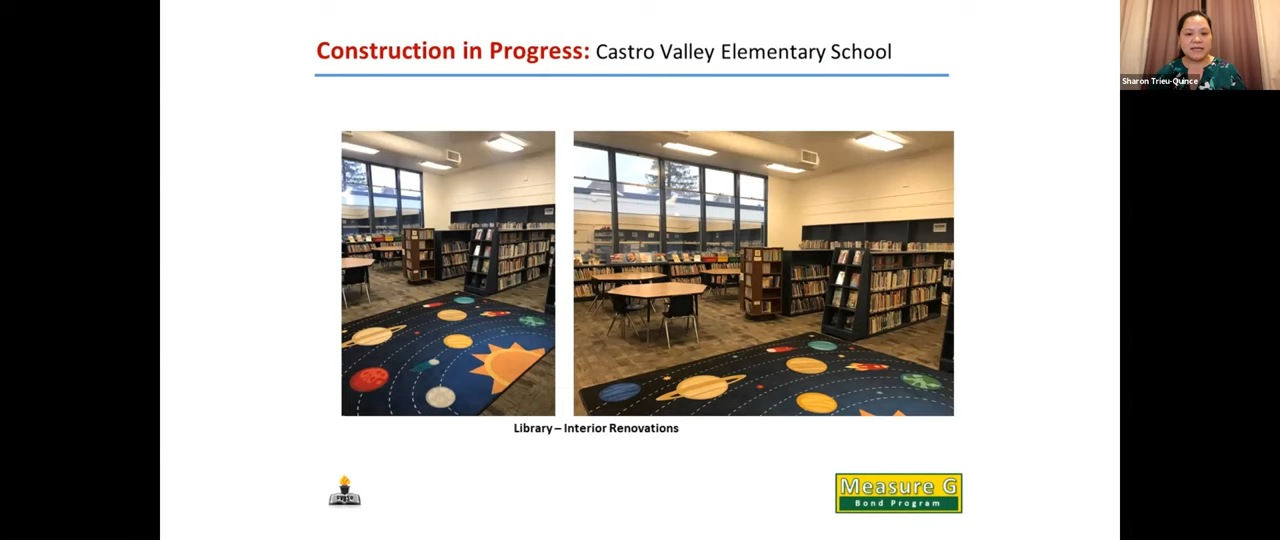 Construction in Progress: Castro Valley Elementary School
Sharon Trieu-Quince
Library – Interior Renovations
Measure G
Bond Program